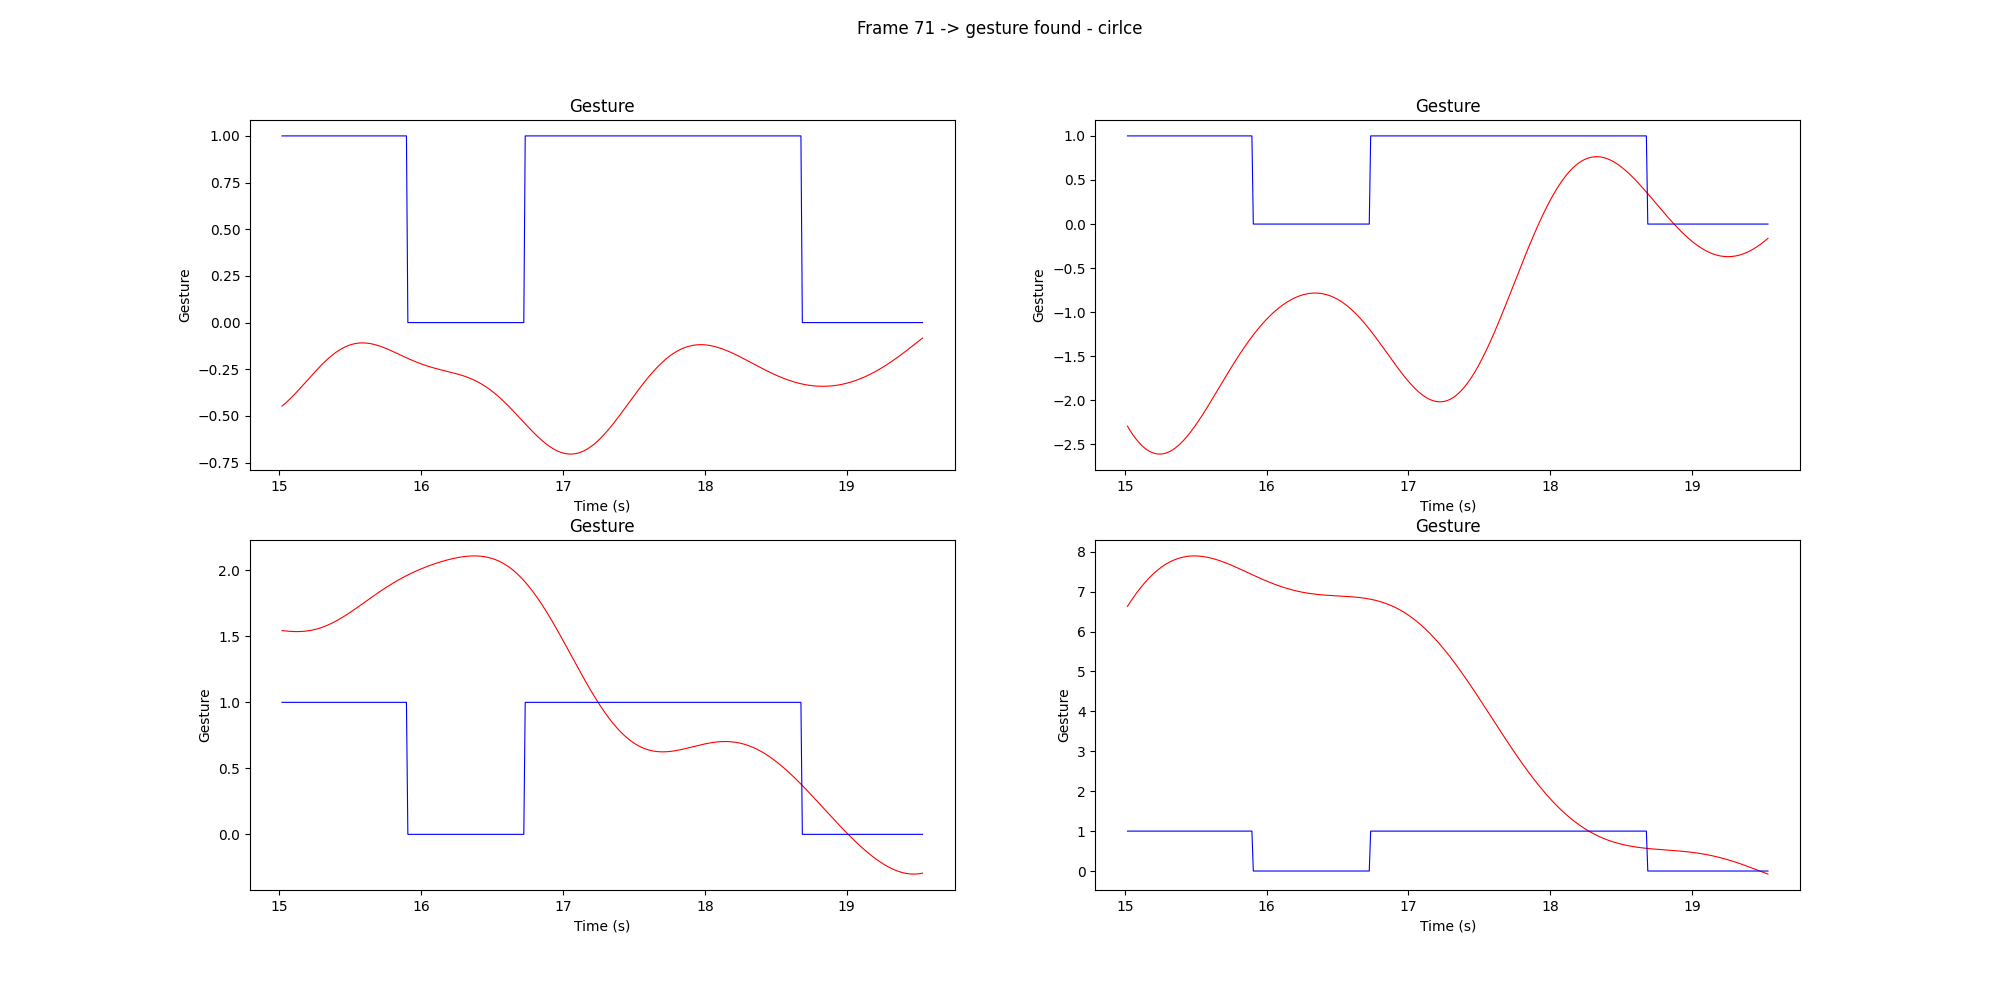 Frame 71 -> gesture found - cirlce
Gesture
Gesture
1.00
0.75
0.50
0.25
0.00
−0.25
−0.50
−0.75
15 16 17 18 19
Time (s)
Gesture
Gesture
1.0
0.5
0.0
−0.5
−1.0
−1.5
−2.0
−2.5
15 16 17 18 19
Time (s)
Gesture
Gesture
2.0
1.5
1.0
0.5
0.0
15 16 17 18 19
Time (s)
Gesture
Gesture
8
7
6
5
4
3
2
1
0
15 16 17 18 19
Time (s)